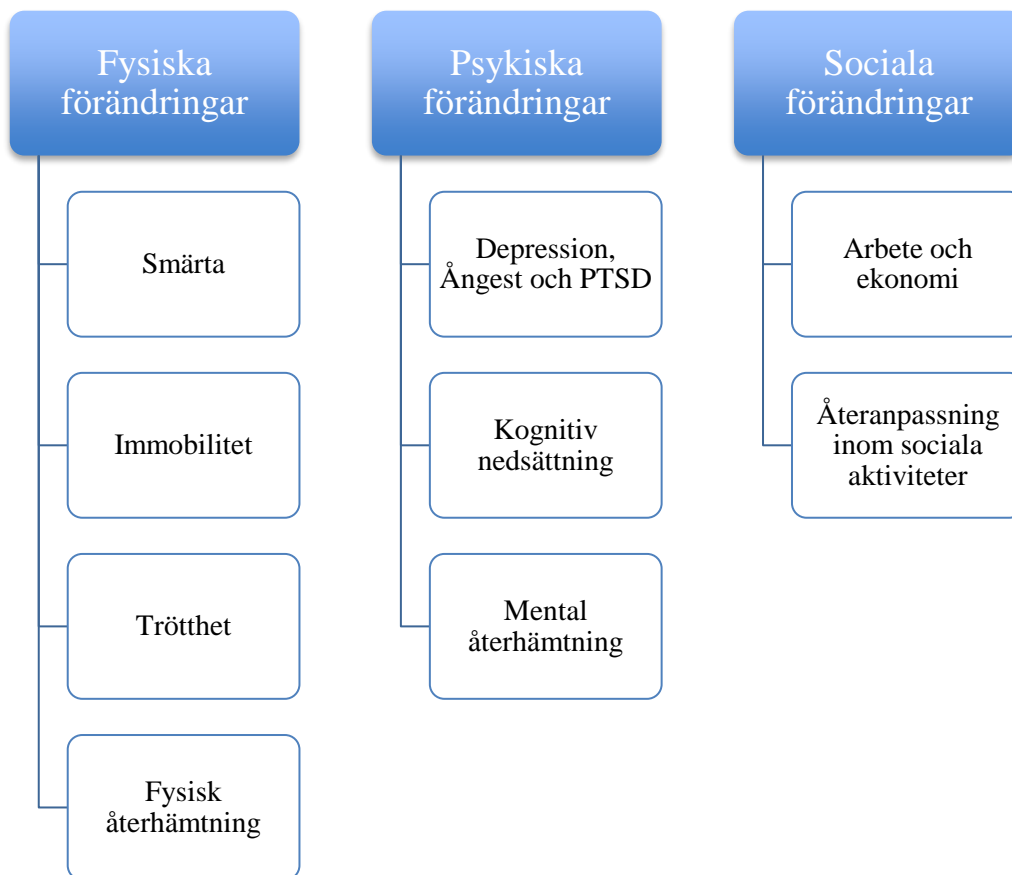 Fysiska
förändringar
Smärta
Immobilitet
Trötthet
Fysisk
återhämtning
Psykiska
förändringar
Depression,
Ångest och PTSD
Kognitiv
nedsättning
Mental
återhämtning
Sociala
förändringar
Arbete och
ekonomi
Återanpassning
inom sociala
aktiviteter